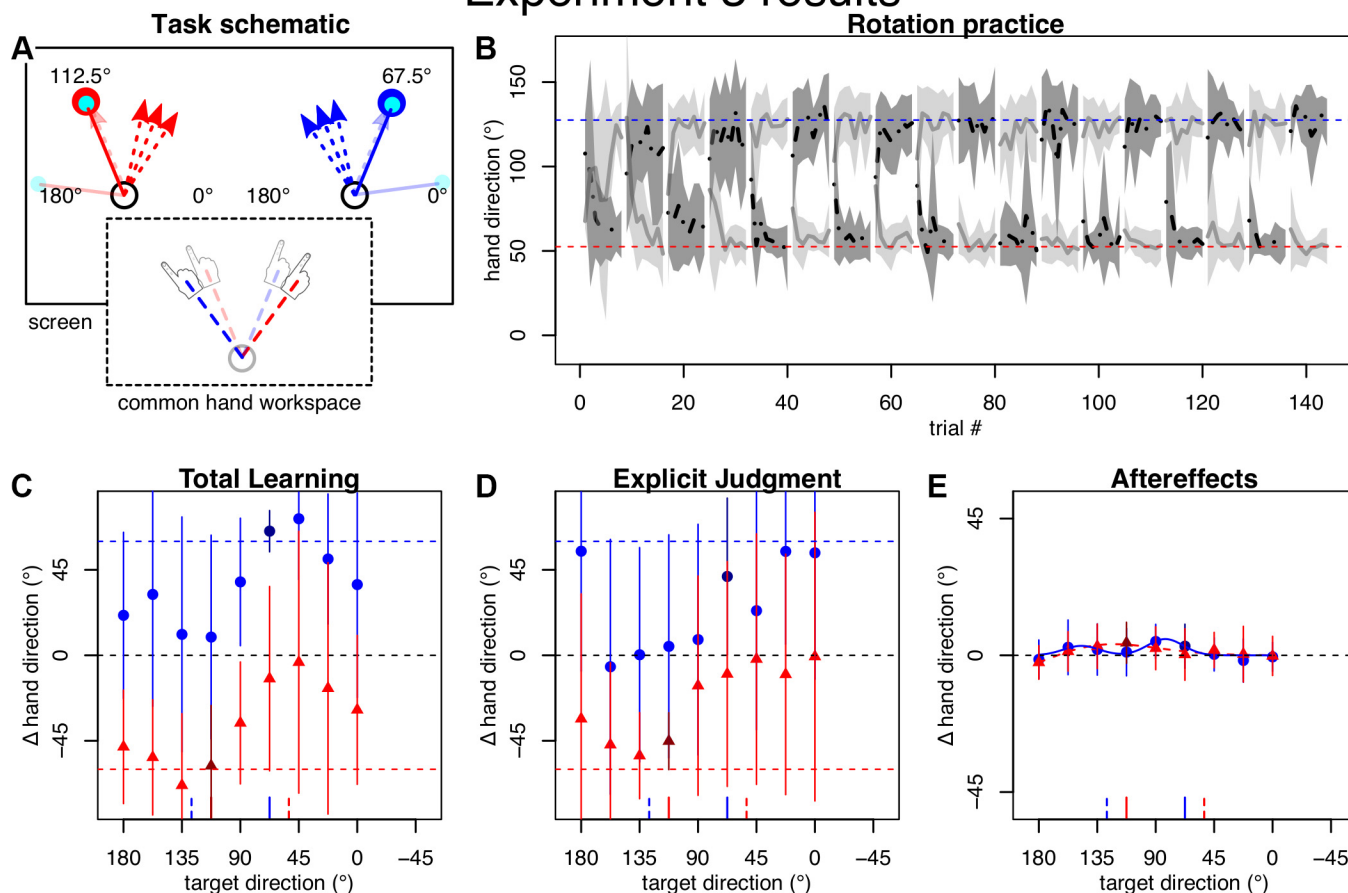 Task schematic
Rotation practice
A
112.5°
67.5°
180°
0°
180°
0°
screen
common hand workspace
B
hand direction (°)
150
100
50
0
0 20 40 60 80 100 120 140
trial #
C
Total Learning
Δ hand direction (°)
45
0
-45
180 135 90 45 0 −45
target direction (°)
D
Explicit Judgment
Δ hand direction (°)
45
0
-45
180 135 90 45 0 −45
target direction (°)
E
Aftereffects
Δ hand direction (°)
45
0
-45
180 135 90 45 0 −45
target direction (°)